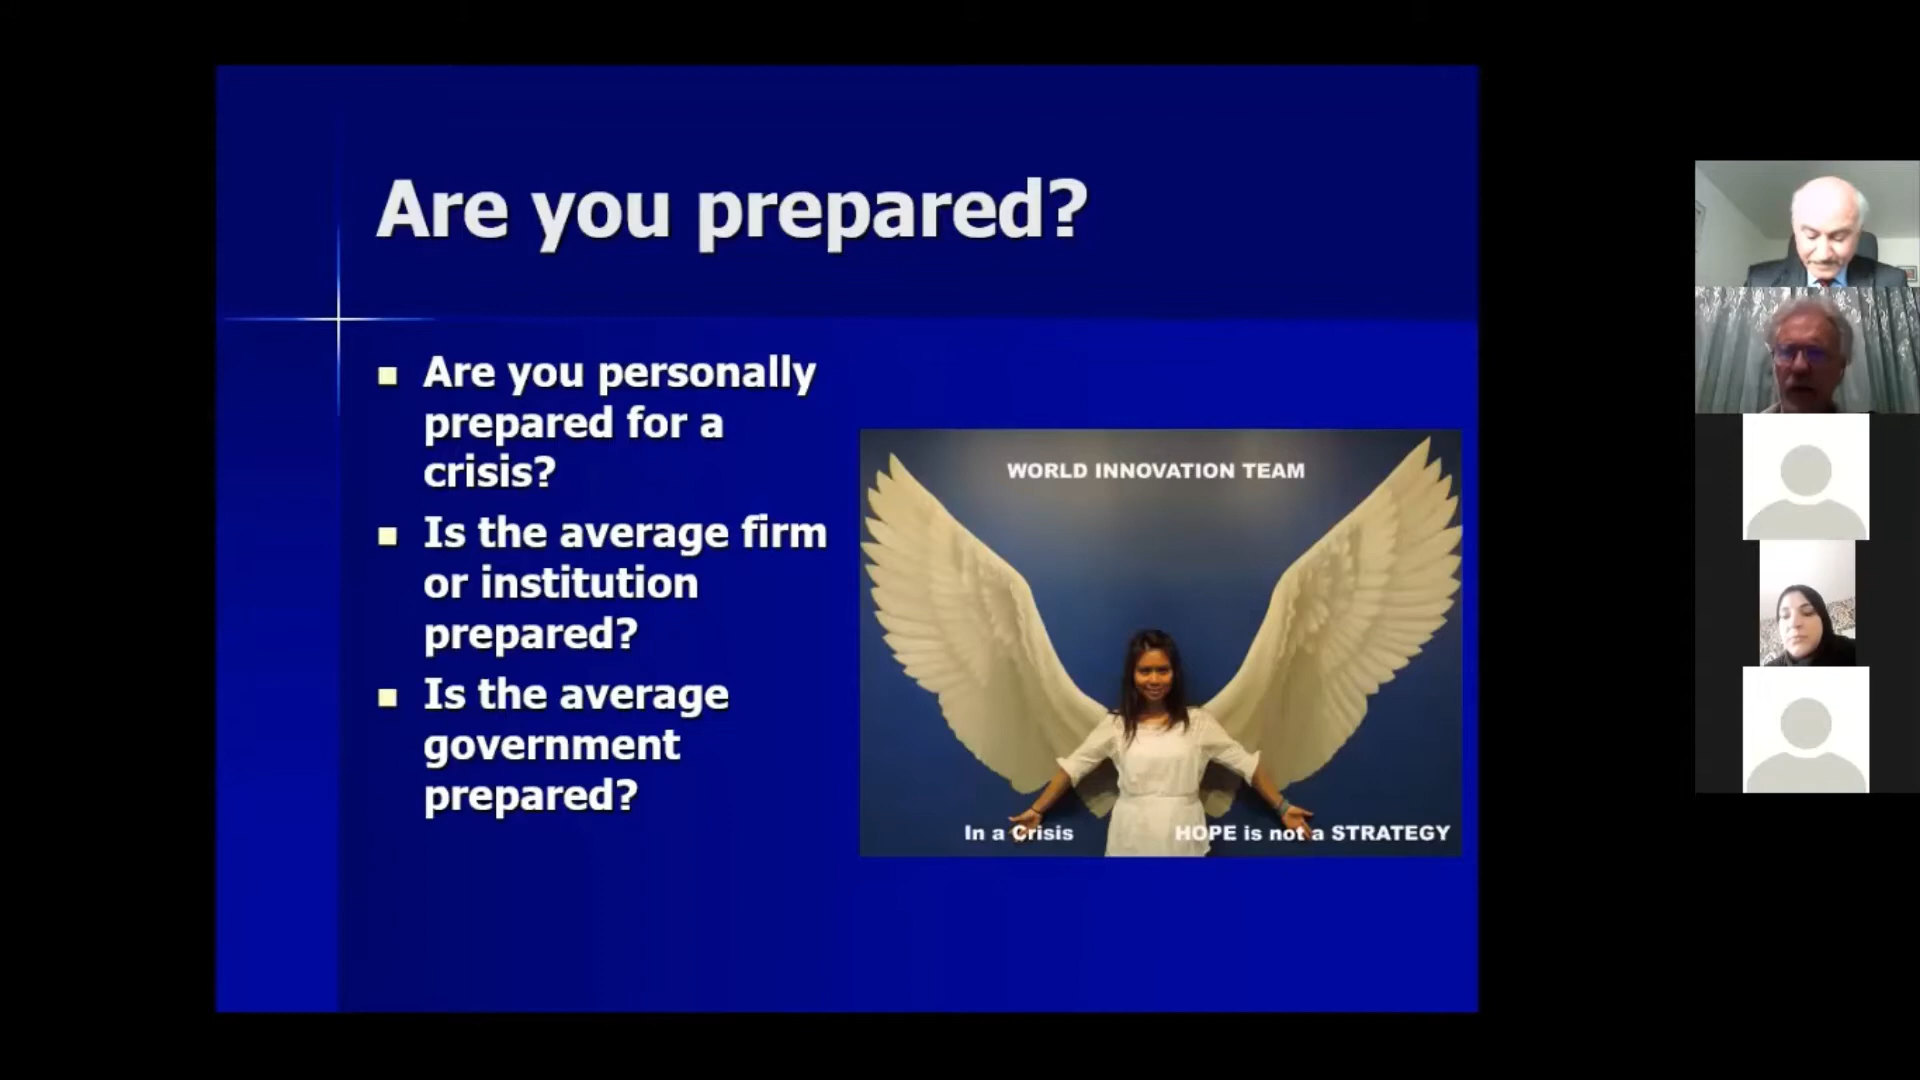 Are you prepared?
Are you personally
prepared for a
crisis?
Is the average firm
or institution
prepared?
Is the average
government
prepared?
WORLD INNOVATION TEAM
In a Crisis
HOPE is not a STRATEGY